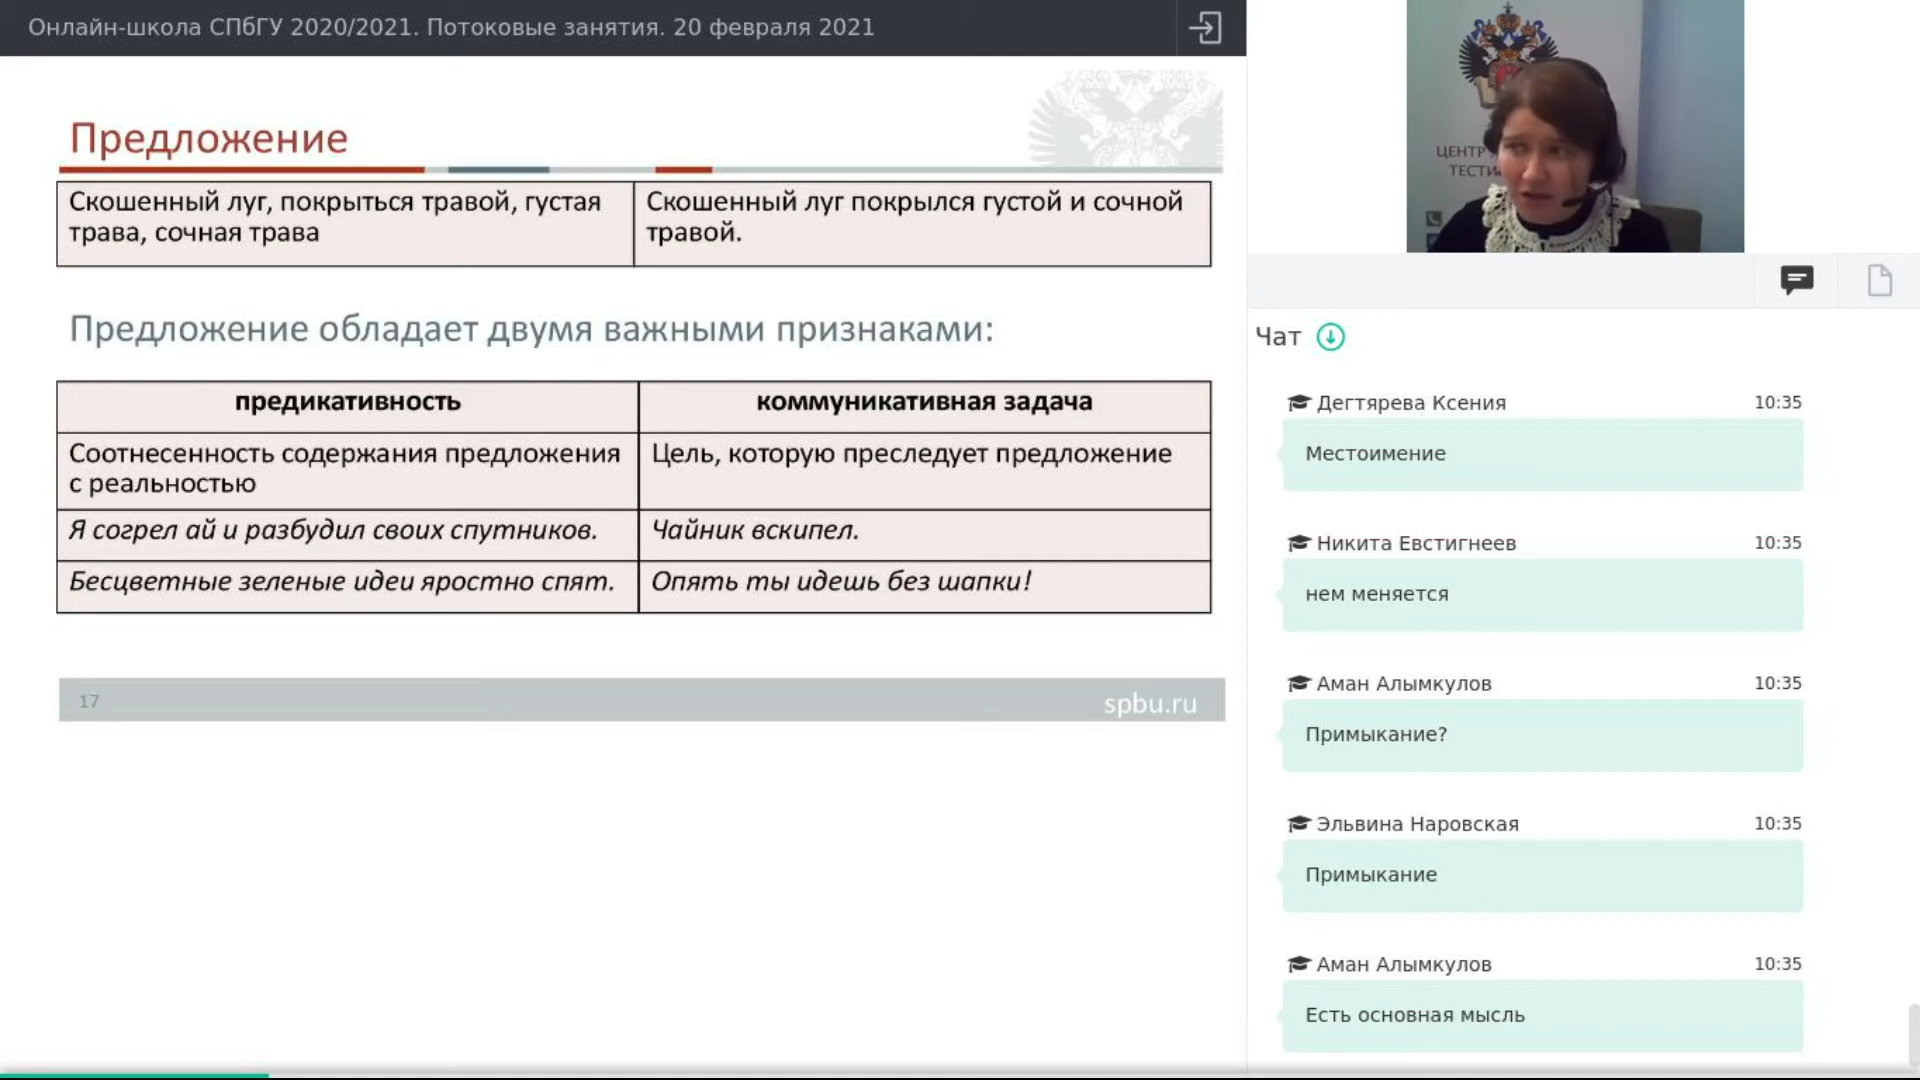 Онлайн-школа СПбГУ 2020/2021. Потоковые занятия. 20 февраля 2021
Предложение
Скошенный луг, покрыться травой, густая
трава, сочная трава
Скошенный луг покрылся густой и сочной
травой.
Предложение обладает двумя важными признаками:
предикативность
коммуникативная задача
Соотнесенность содержания предложения
с реальностью
Цель, которую преследует предложение
Я согрел ай и разбудил своих спутников.
Чайник вскипел.
Бесцветные зеленые идеи яростно спят.
Опять ты идешь без шапки!
17
spbu.ru
ЦЕНТР
ТЕСТИ
Чат
Дегтярева Ксения 10:35
Местоимение
Никита Евстигнеев 10:35
нем меняется
Аман Алымкулов 10:35
Примыкание?
Эльвина Наровская 10:35
Примыкание
Аман Алымкулов 10:35
Есть основная мысль